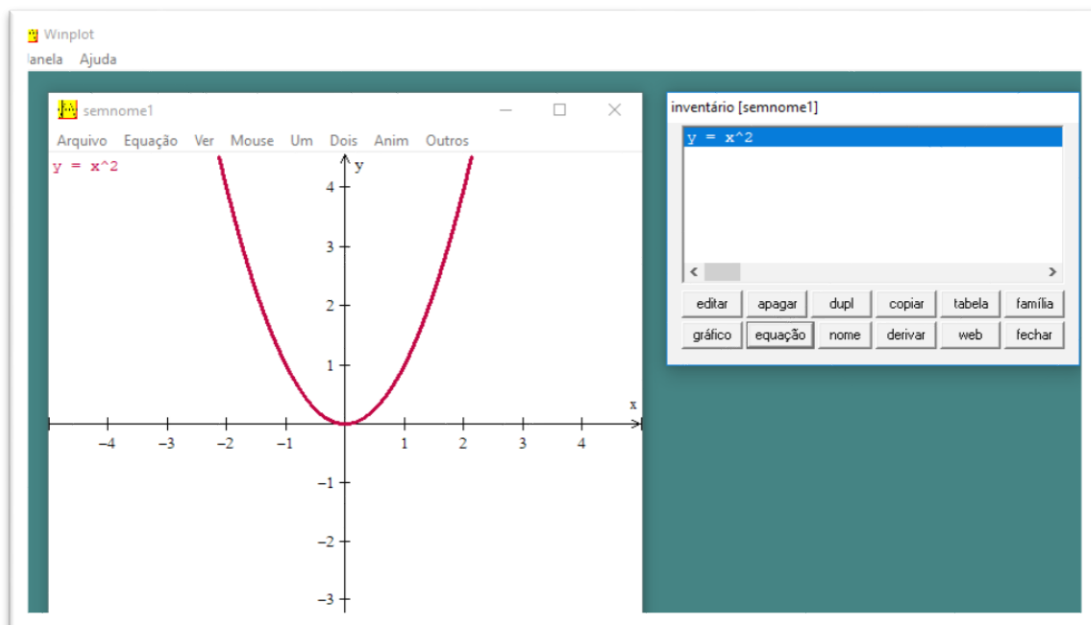 Winplot
anela Ajuda
semnome1
Arquivo Equação Ver Mouse Um Dois Anim Outros
y = x^2
y
4
3
2
1
x
-4 -3 -2 -1 1 2 3 4
-1
-2
-3
inventário [semnome1]
y = x^2
editar apagar dupl copiar tabela família
gráfico equação nome derivar web fechar